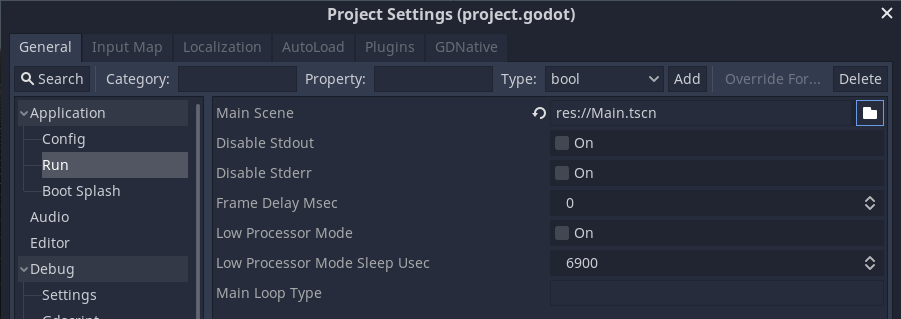 Project Settings (project.godot)
General Input Map Localization AutoLoad Plugins GDNative
Search Category: Property: Type: bool Add Override For... Delete
Application
Config
Run
Boot Splash
Audio
Editor
Debug
Settings
Gdscript
Main Scene res://Main.tscn
Disable Stdout On
Disable Stderr On
Frame Delay Msec 0
Low Processor Mode On
Low Processor Mode Sleep Usec 6900
Main Loop Type